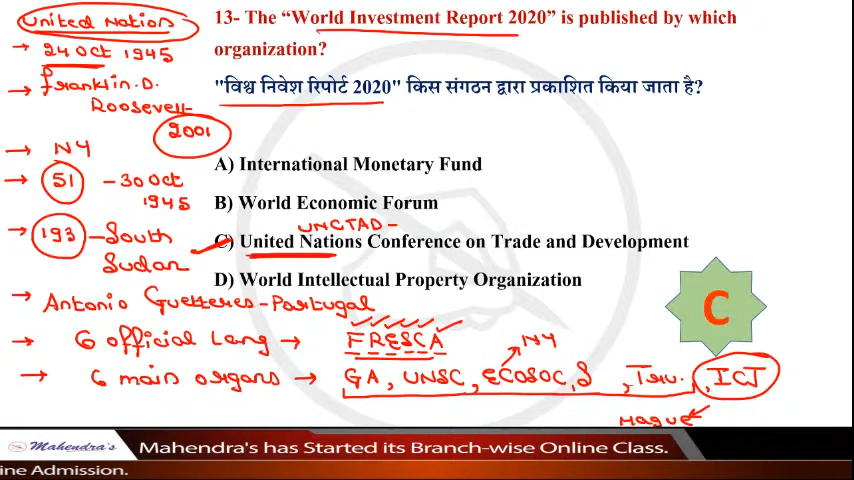 United Nations
→ 24 Oct 1945
→ Franklin. D.
Roosevelt
2001
→ NY
→ 51 - 30 Oct
1945
→ 193 - South
Sudan
→ Antonio Guetteres - Portugal
→ 6 official Lang → FRESCA
→ 6 main organs → GA, UNSC, ECOSOC, S , Tru. , ICJ
NY
Hague
13- The “World Investment Report 2020” is published by which
organization?
"विश्व निवेश रिपोर्ट 2020" किस संगठन द्वारा प्रकाशित किया जाता है?
A) International Monetary Fund
B) World Economic Forum
UNCTAD -
C) United Nations Conference on Trade and Development
D) World Intellectual Property Organization
C
Mahendra's
Mahendra's has Started its Branch-wise Online Class.
ine Admission.